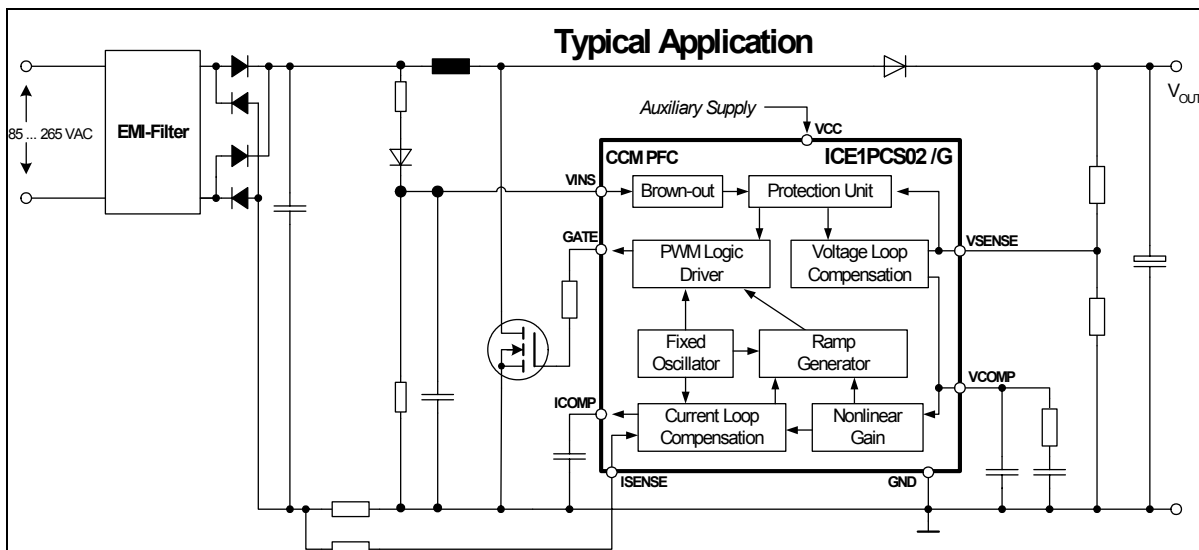 Typical Application
V_OUT
85 ... 265 VAC
EMI-Filter
Auxiliary Supply
VCC
CCM PFC
ICE1PCS02 /G
VINS
Brown-out
Protection Unit
GATE
PWM Logic
Driver
Voltage Loop
Compensation
VSENSE
Fixed
Oscillator
Ramp
Generator
VCOMP
ICOMP
Current Loop
Compensation
Nonlinear
Gain
ISENSE
GND